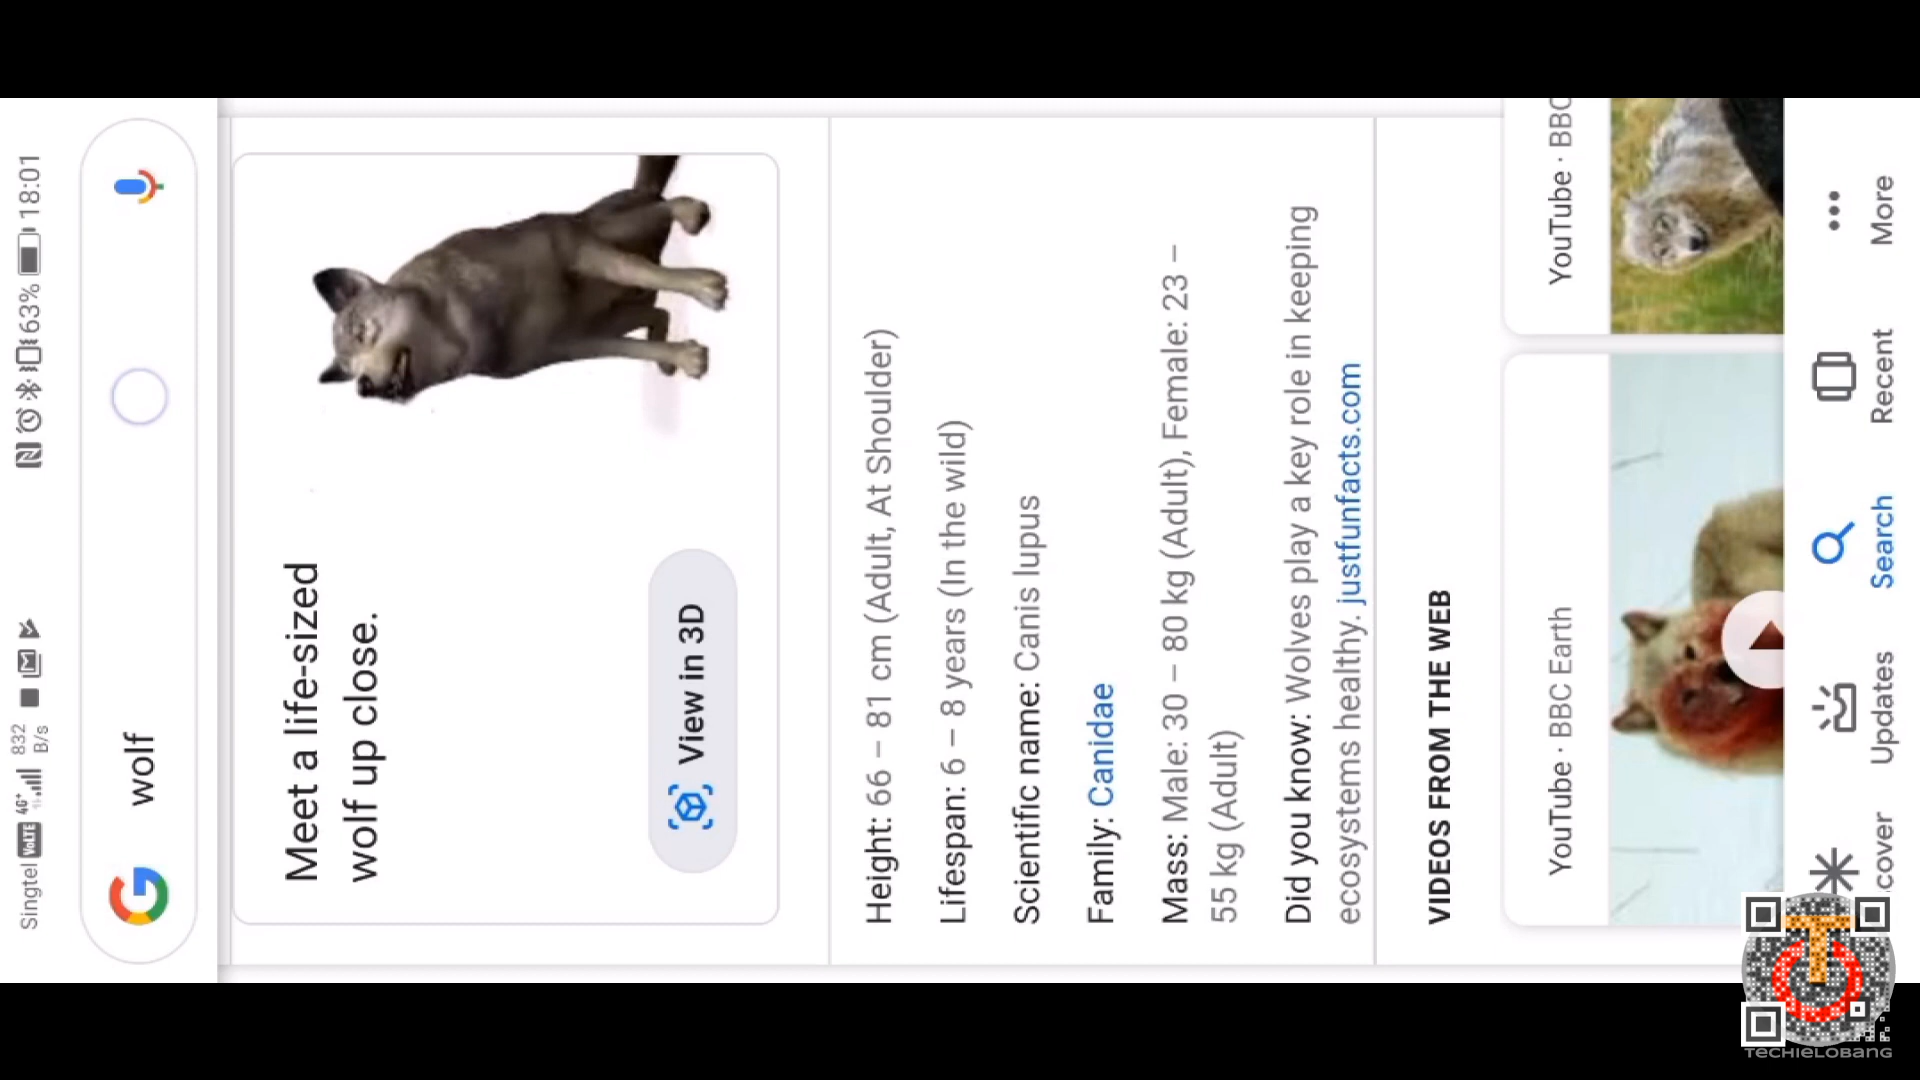 Singtel VoLTE 4G+ 832 B/s 63% 18:01
wolf
Meet a life-sized
wolf up close.
View in 3D
Height: 66 – 81 cm (Adult, At Shoulder)
Lifespan: 6 – 8 years (In the wild)
Scientific name: Canis lupus
Family: Canidae
Mass: Male: 30 – 80 kg (Adult), Female: 23 –
55 kg (Adult)
Did you know: Wolves play a key role in keeping
ecosystems healthy. justfunfacts.com
VIDEOS FROM THE WEB
YouTube · BBC Earth
YouTube · BBC
cover
Updates
Search
Recent
More
TECHIELOBANG